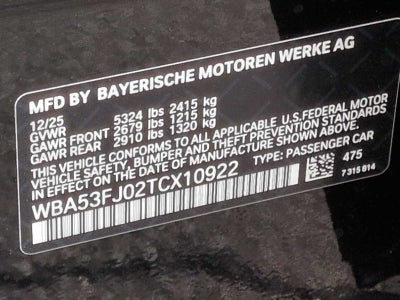 MFD BY BAYERISCHE MOTOREN WERKE AG
12/25 5324 lbs 2415 kg
GVWR
GAWR FRONT 2679 lbs 1215 kg
GAWR REAR 2910 lbs 1320 kg
THIS VEHICLE CONFORMS TO ALL APPLICABLE U.S.FEDERAL MOTOR
VEHICLE SAFETY, BUMPER AND THEFT PREVENTION STANDARDS
IN EFFECT ON THE DATE OF MANUFACTURE SHOWN ABOVE.
WBA53FJ02TCX10922 TYPE: PASSENGER CAR
475
7 315 814